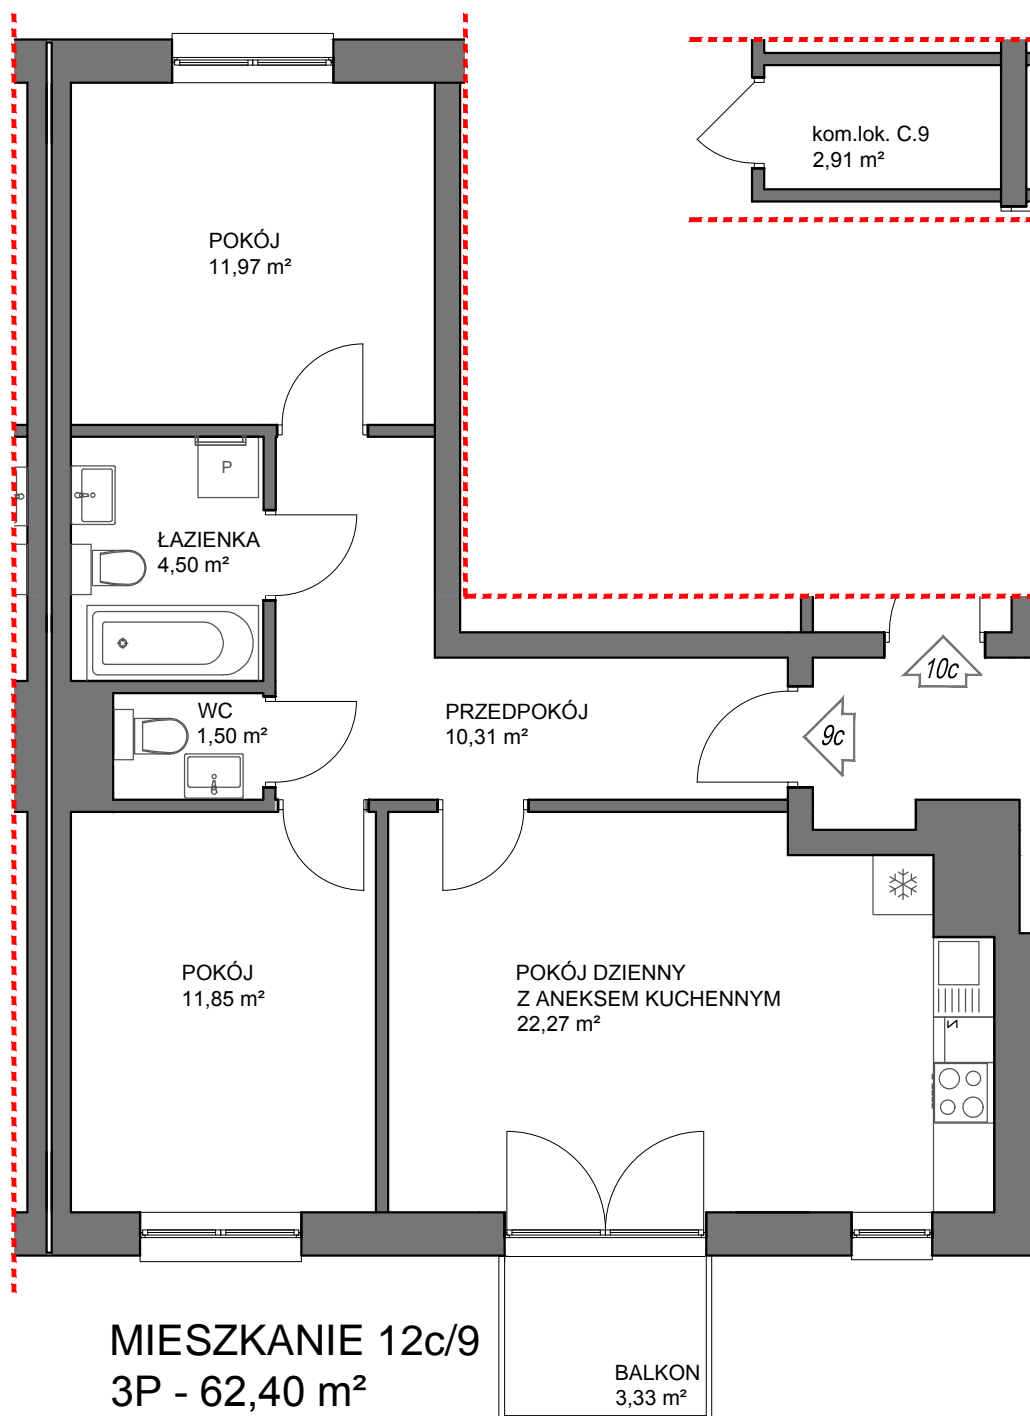 kom.lok. C.9
2,91 m²
POKÓJ
11,97 m²
P
ŁAZIENKA
4,50 m²
10c
WC
1,50 m²
PRZEDPOKÓJ
10,31 m²
9c
POKÓJ
11,85 m²
POKÓJ DZIENNY
Z ANEKSEM KUCHENNYM
22,27 m²
MIESZKANIE 12c/9
3P - 62,40 m²
BALKON
3,33 m²